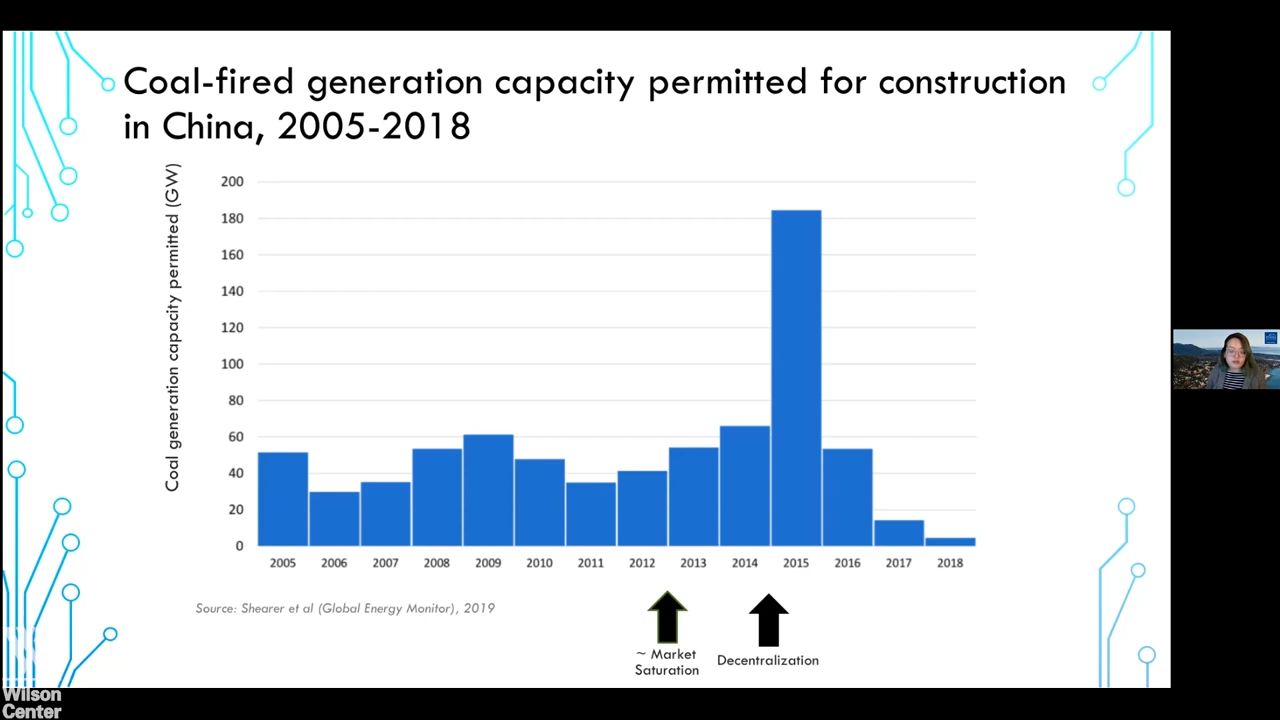 Coal-fired generation capacity permitted for construction
in China, 2005-2018
Coal generation capacity permitted (GW)
200
180
160
140
120
100
80
60
40
20
0
2005 2006 2007 2008 2009 2010 2011 2012 2013 2014 2015 2016 2017 2018
Source: Shearer et al (Global Energy Monitor), 2019
~ Market
Saturation
Decentralization
Wilson
Center